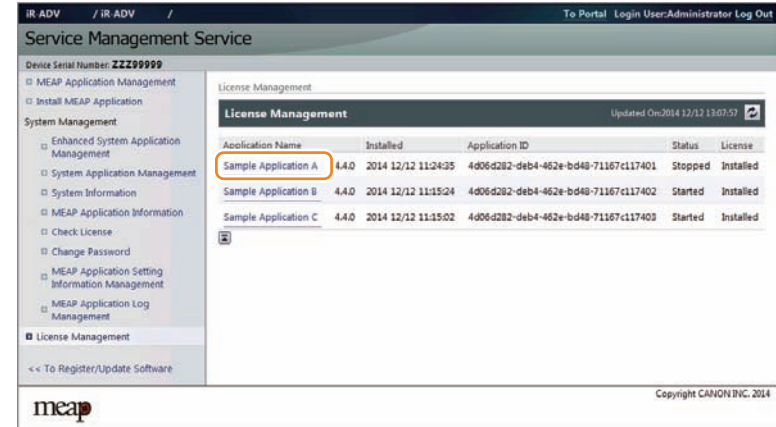 iR-ADV / iR-ADV / To Portal Login User:Administrator Log Out
Service Management Service
Device Serial Number: ZZZ99999
MEAP Application Management
Install MEAP Application
System Management
Enhanced System Application
Management
System Application Management
System Information
MEAP Application Information
Check License
Change Password
MEAP Application Setting
Information Management
MEAP Application Log
Management
License Management
<< To Register/Update Software
License Management
License Management Updated On:2014 12/12 13:07:57
Application Name Installed Application ID Status License
Sample Application A 4.4.0 2014 12/12 11:24:35 4d06d282-deb4-462e-bd48-71167c117401 Stopped Installed
Sample Application B 4.4.0 2014 12/12 11:15:24 4d06d282-deb4-462e-bd48-71167c117402 Started Installed
Sample Application C 4.4.0 2014 12/12 11:15:02 4d06d282-deb4-462e-bd48-71167c117403 Started Installed
meap
Copyright CANON INC. 2014